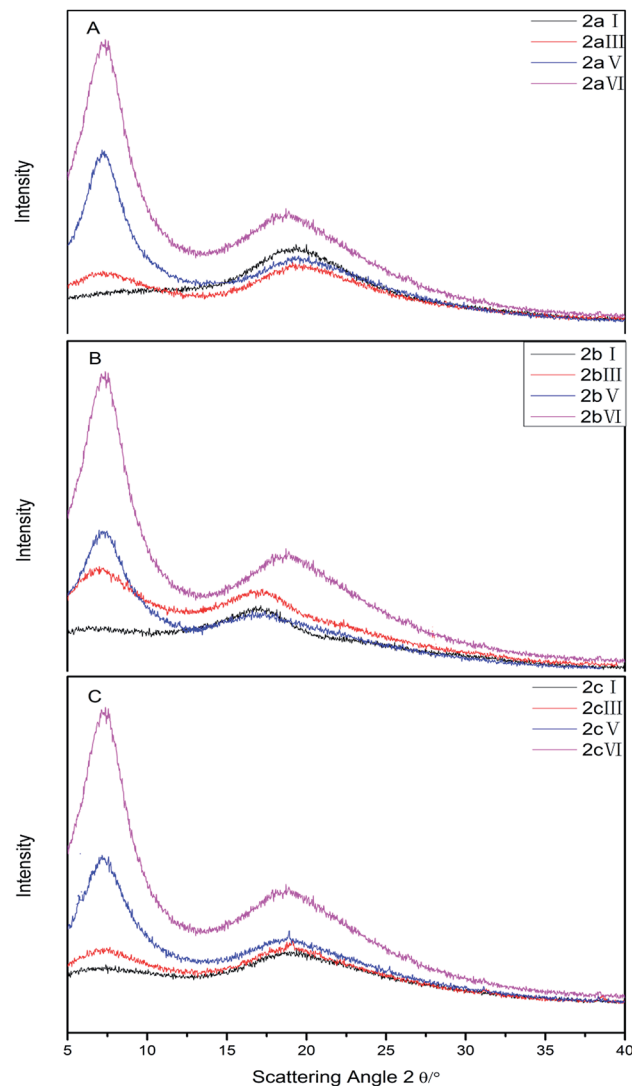 A
2a Ⅰ
2aⅢ
2a Ⅴ
2aⅥ
Intensity
B
2b Ⅰ
2bⅢ
2b Ⅴ
2bⅥ
Intensity
C
2c Ⅰ
2cⅢ
2c Ⅴ
2cⅥ
Intensity
5 10 15 20 25 30 35 40
Scattering Angle 2 θ/°